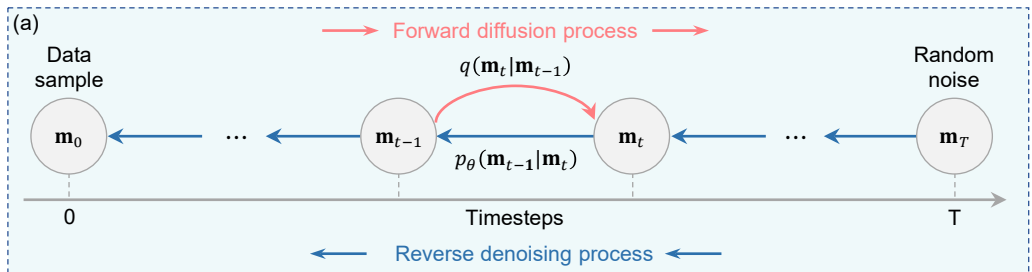 (a)
Forward diffusion process
Data
sample
q(m_t|m_{t−1})
Random
noise
m_0
...
m_{t−1}
m_t
...
m_T
p_θ(m_{t−1}|m_t)
0
Timesteps
T
Reverse denoising process